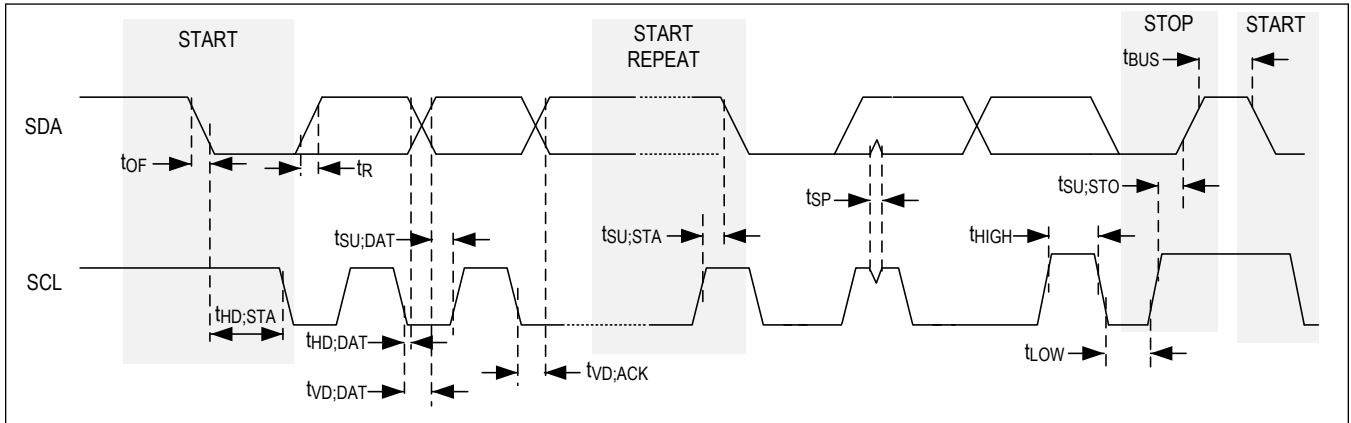 START
START
REPEAT
STOP
START
tBUS
SDA
tOF
tR
tSP
tSU;STO
tSU;DAT
tSU;STA
tHIGH
SCL
tHD;STA
tHD;DAT
tVD;ACK
tLOW
tVD;DAT